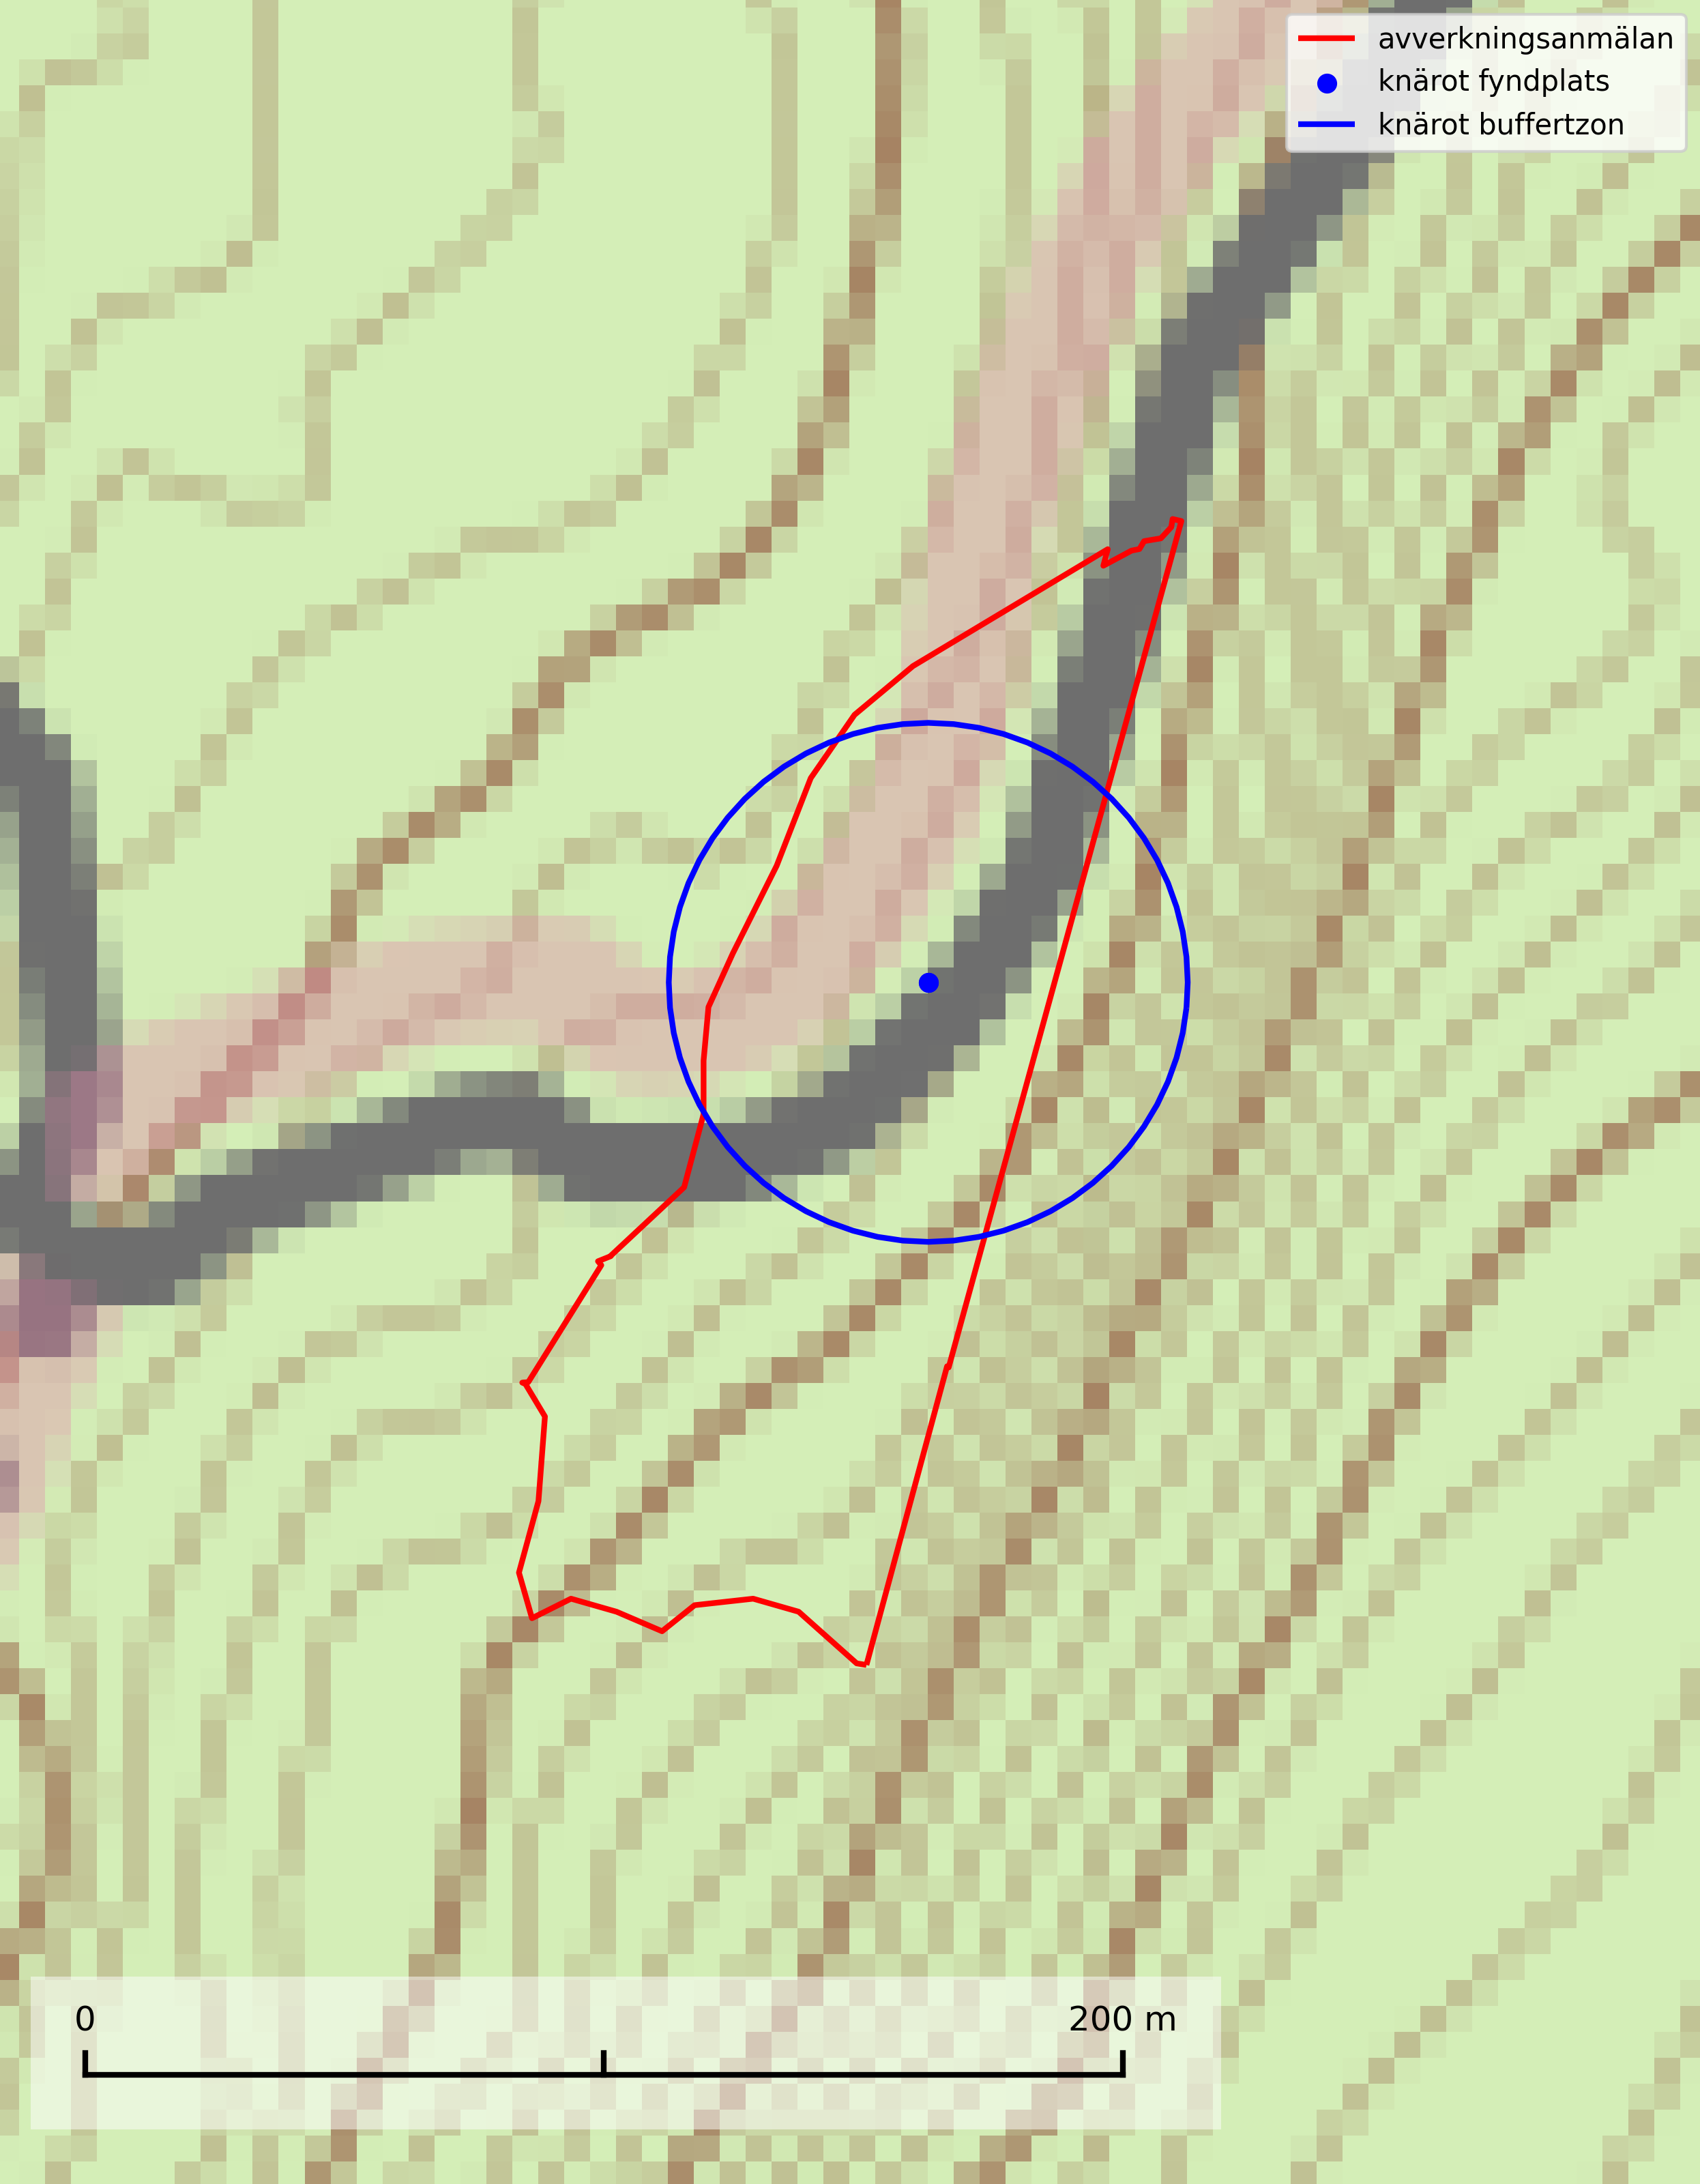 avverkningsanmälan
knärot fyndplats
knärot buffertzon
0 200 m